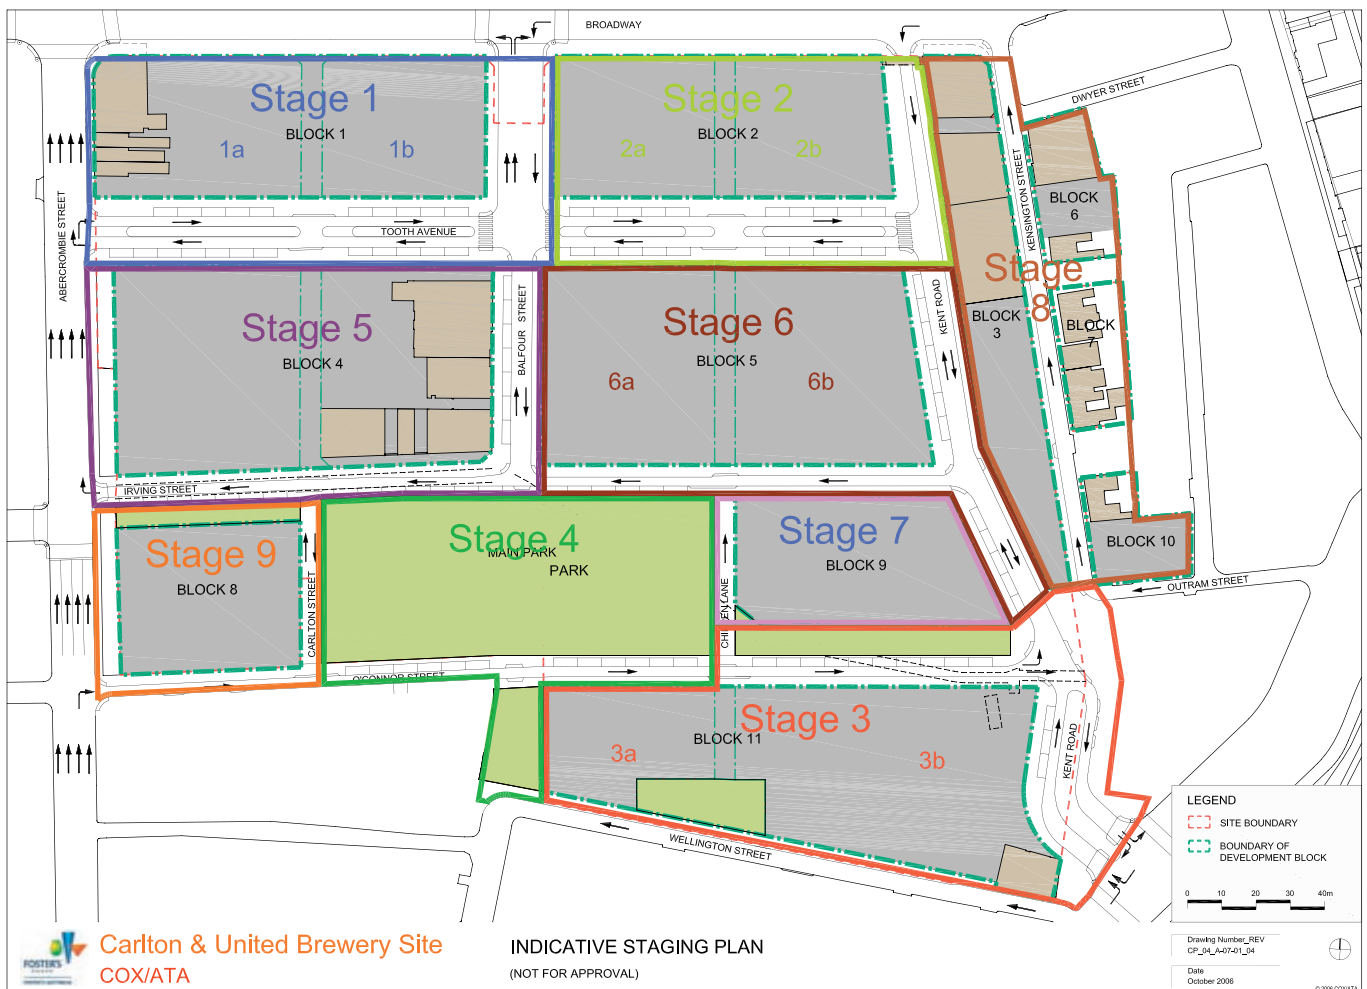 BROADWAY
DWYER STREET
Stage 1
BLOCK 1
1a
1b
Stage 2
BLOCK 2
2a
2b
ABERCROMBIE STREET
TOOTH AVENUE
KENSINGTON STREET
BLOCK
6
Stage
8
BLOCK
3
BLOCK
7
Stage 5
BLOCK 4
BALFOUR STREET
Stage 6
BLOCK 5
6a
6b
KENT ROAD
IRVING STREET
Stage 9
BLOCK 8
CARLTON STREET
Stage 4
MAIN PARK
PARK
Stage 7
BLOCK 9
LANE
BLOCK 10
OUTRAM STREET
O'CONNOR STREET
Stage 3
BLOCK 11
3a
3b
KENT ROAD
WELLINGTON STREET
LEGEND
SITE BOUNDARY
BOUNDARY OF
DEVELOPMENT BLOCK
0 10 20 30 40m
FOSTER'S
Carlton & United Brewery Site
COX/ATA
INDICATIVE STAGING PLAN
(NOT FOR APPROVAL)
Drawing Number_REV
CP_04_A-07-01_04
Date
October 2006
© 2006 COX/ATA